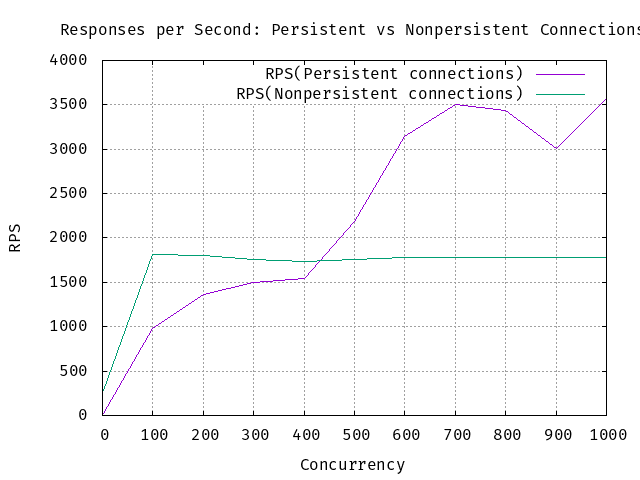 Responses per Second: Persistent vs Nonpersistent Connections
4000
3500
3000
2500
2000
1500
1000
500
0
RPS
RPS(Persistent connections)
RPS(Nonpersistent connections)
0 100 200 300 400 500 600 700 800 900 1000
Concurrency